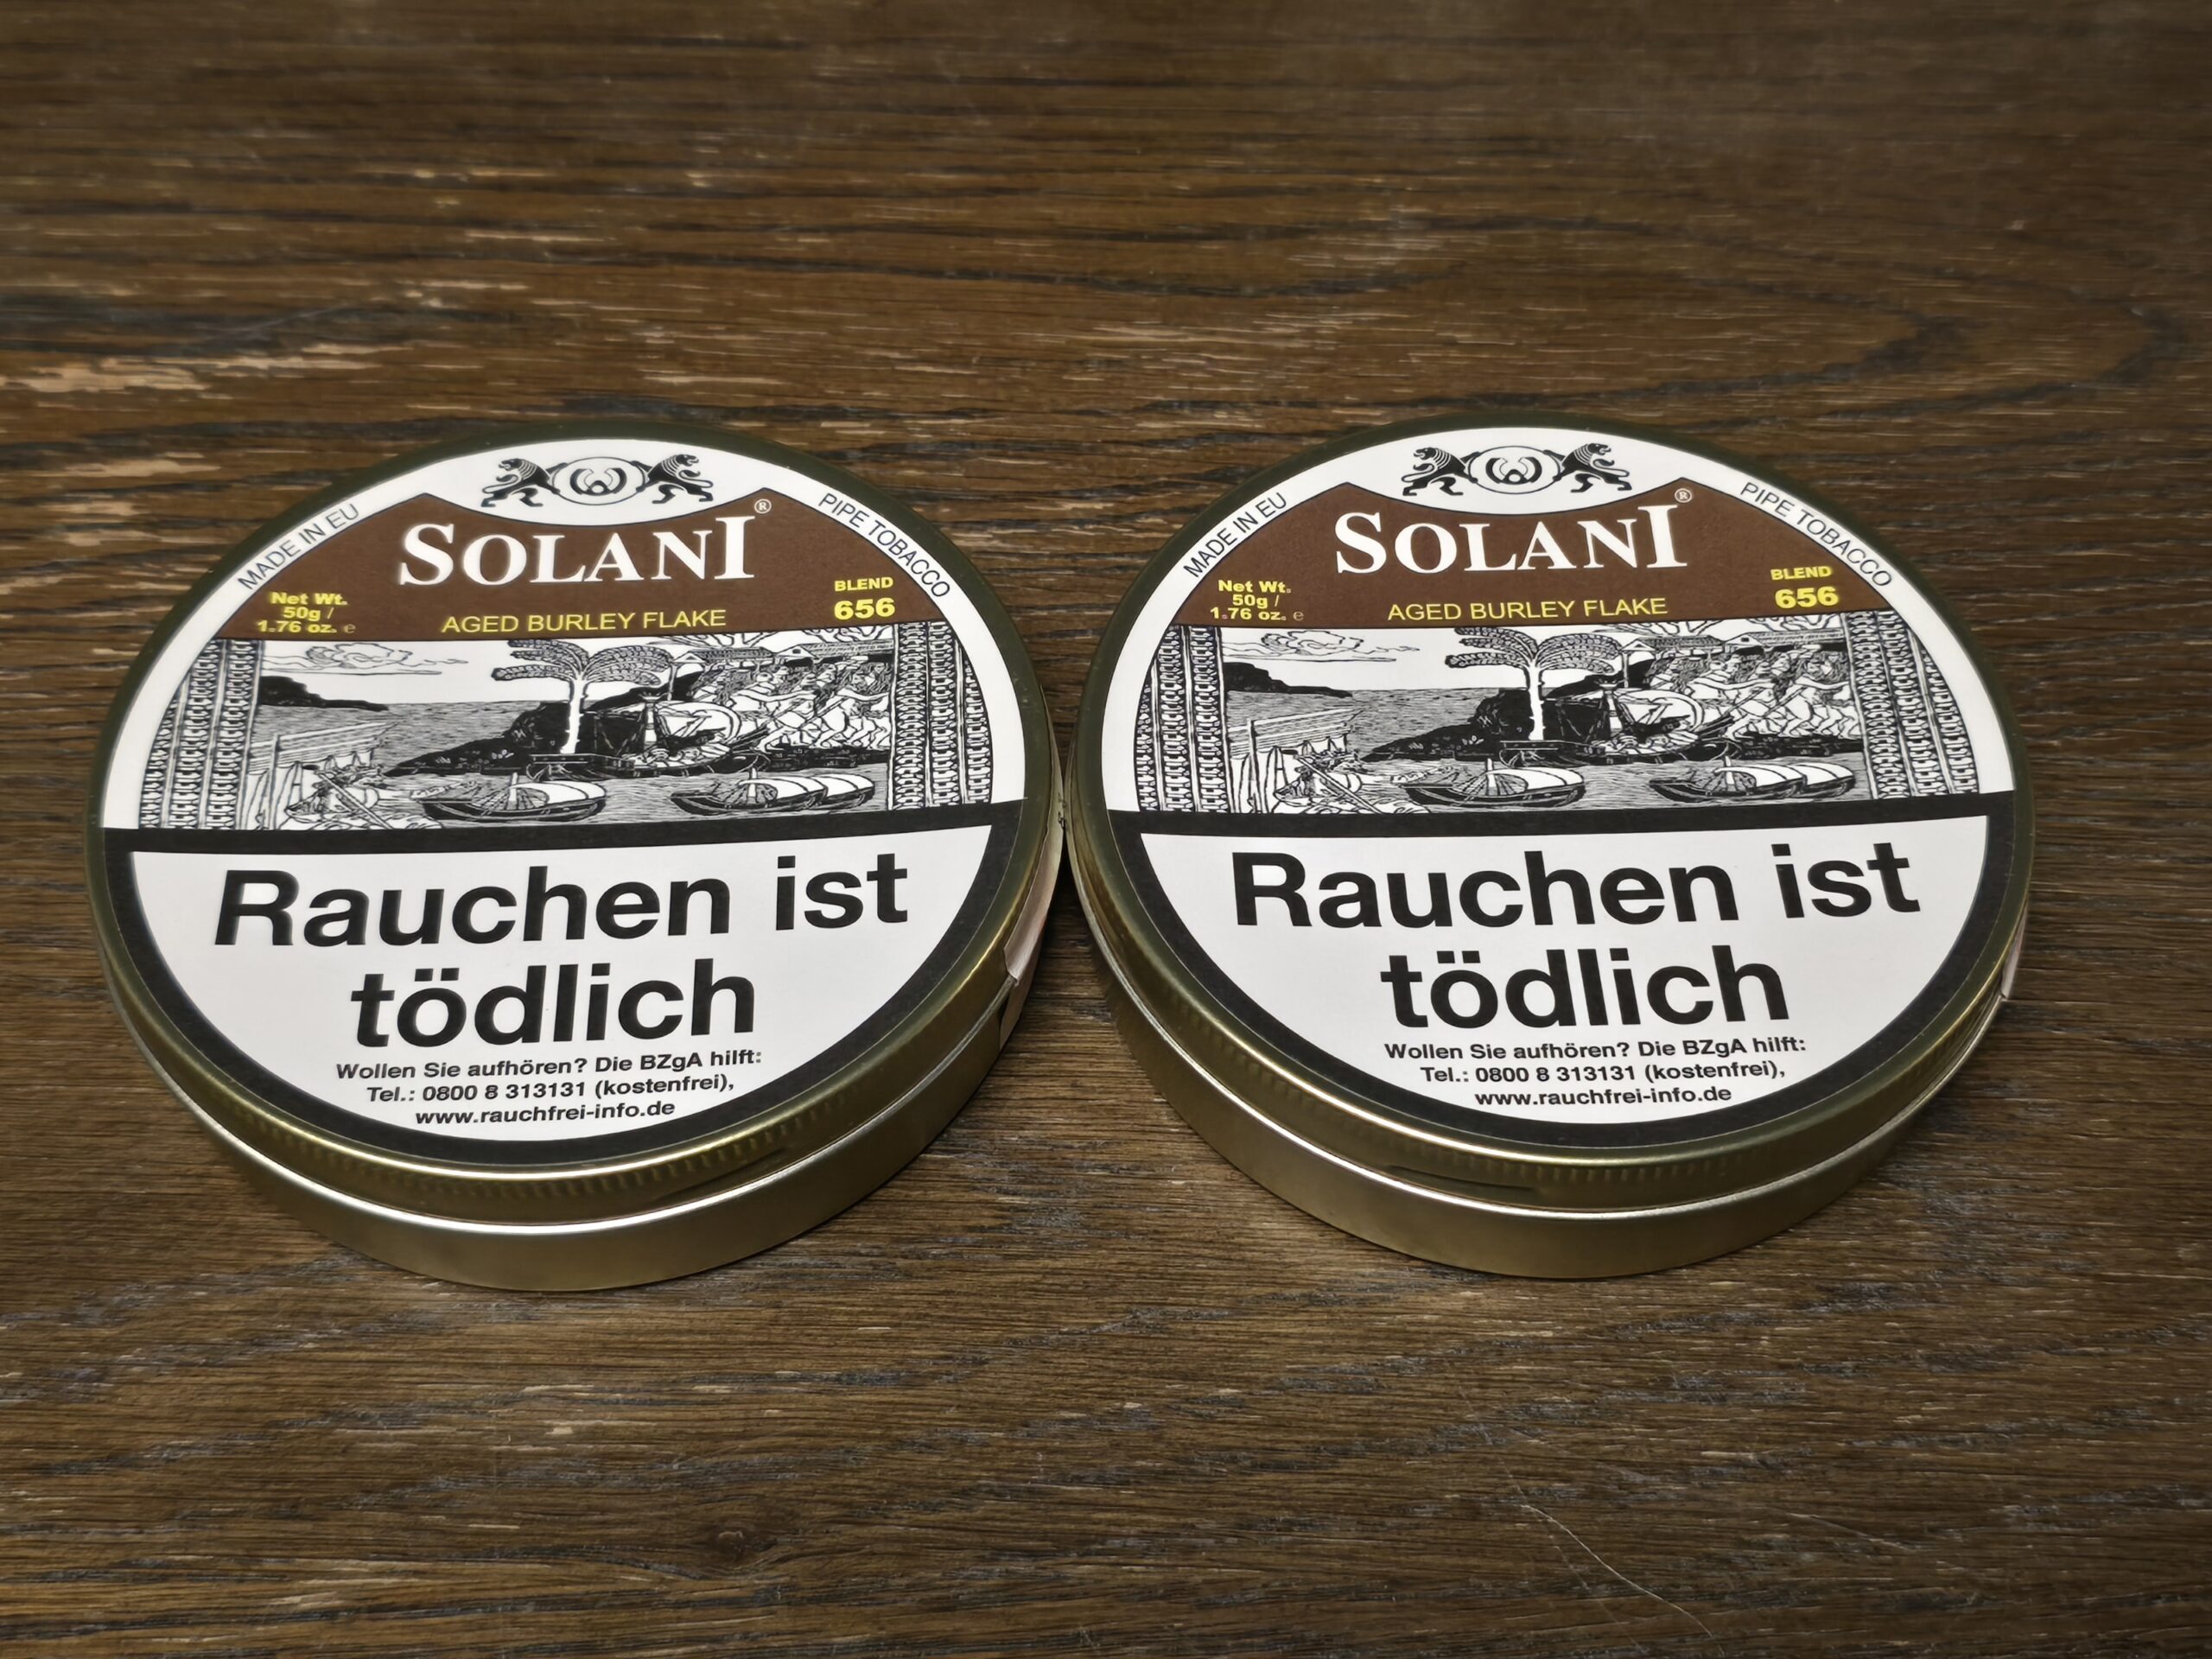 MADE IN EU
SOLANI®
PIPE TOBACCO
Net Wt.
50g /
1.76 oz. e
AGED BURLEY FLAKE
BLEND
656
Rauchen ist
tödlich
Wollen Sie aufhören? Die BZgA hilft:
Tel.: 0800 8 313131 (kostenfrei),
www.rauchfrei-info.de
MADE IN EU
SOLANI®
PIPE TOBACCO
Net Wt.
50g /
1.76 oz. e
AGED BURLEY FLAKE
BLEND
656
Rauchen ist
tödlich
Wollen Sie aufhören? Die BZgA hilft:
Tel.: 0800 8 313131 (kostenfrei),
www.rauchfrei-info.de